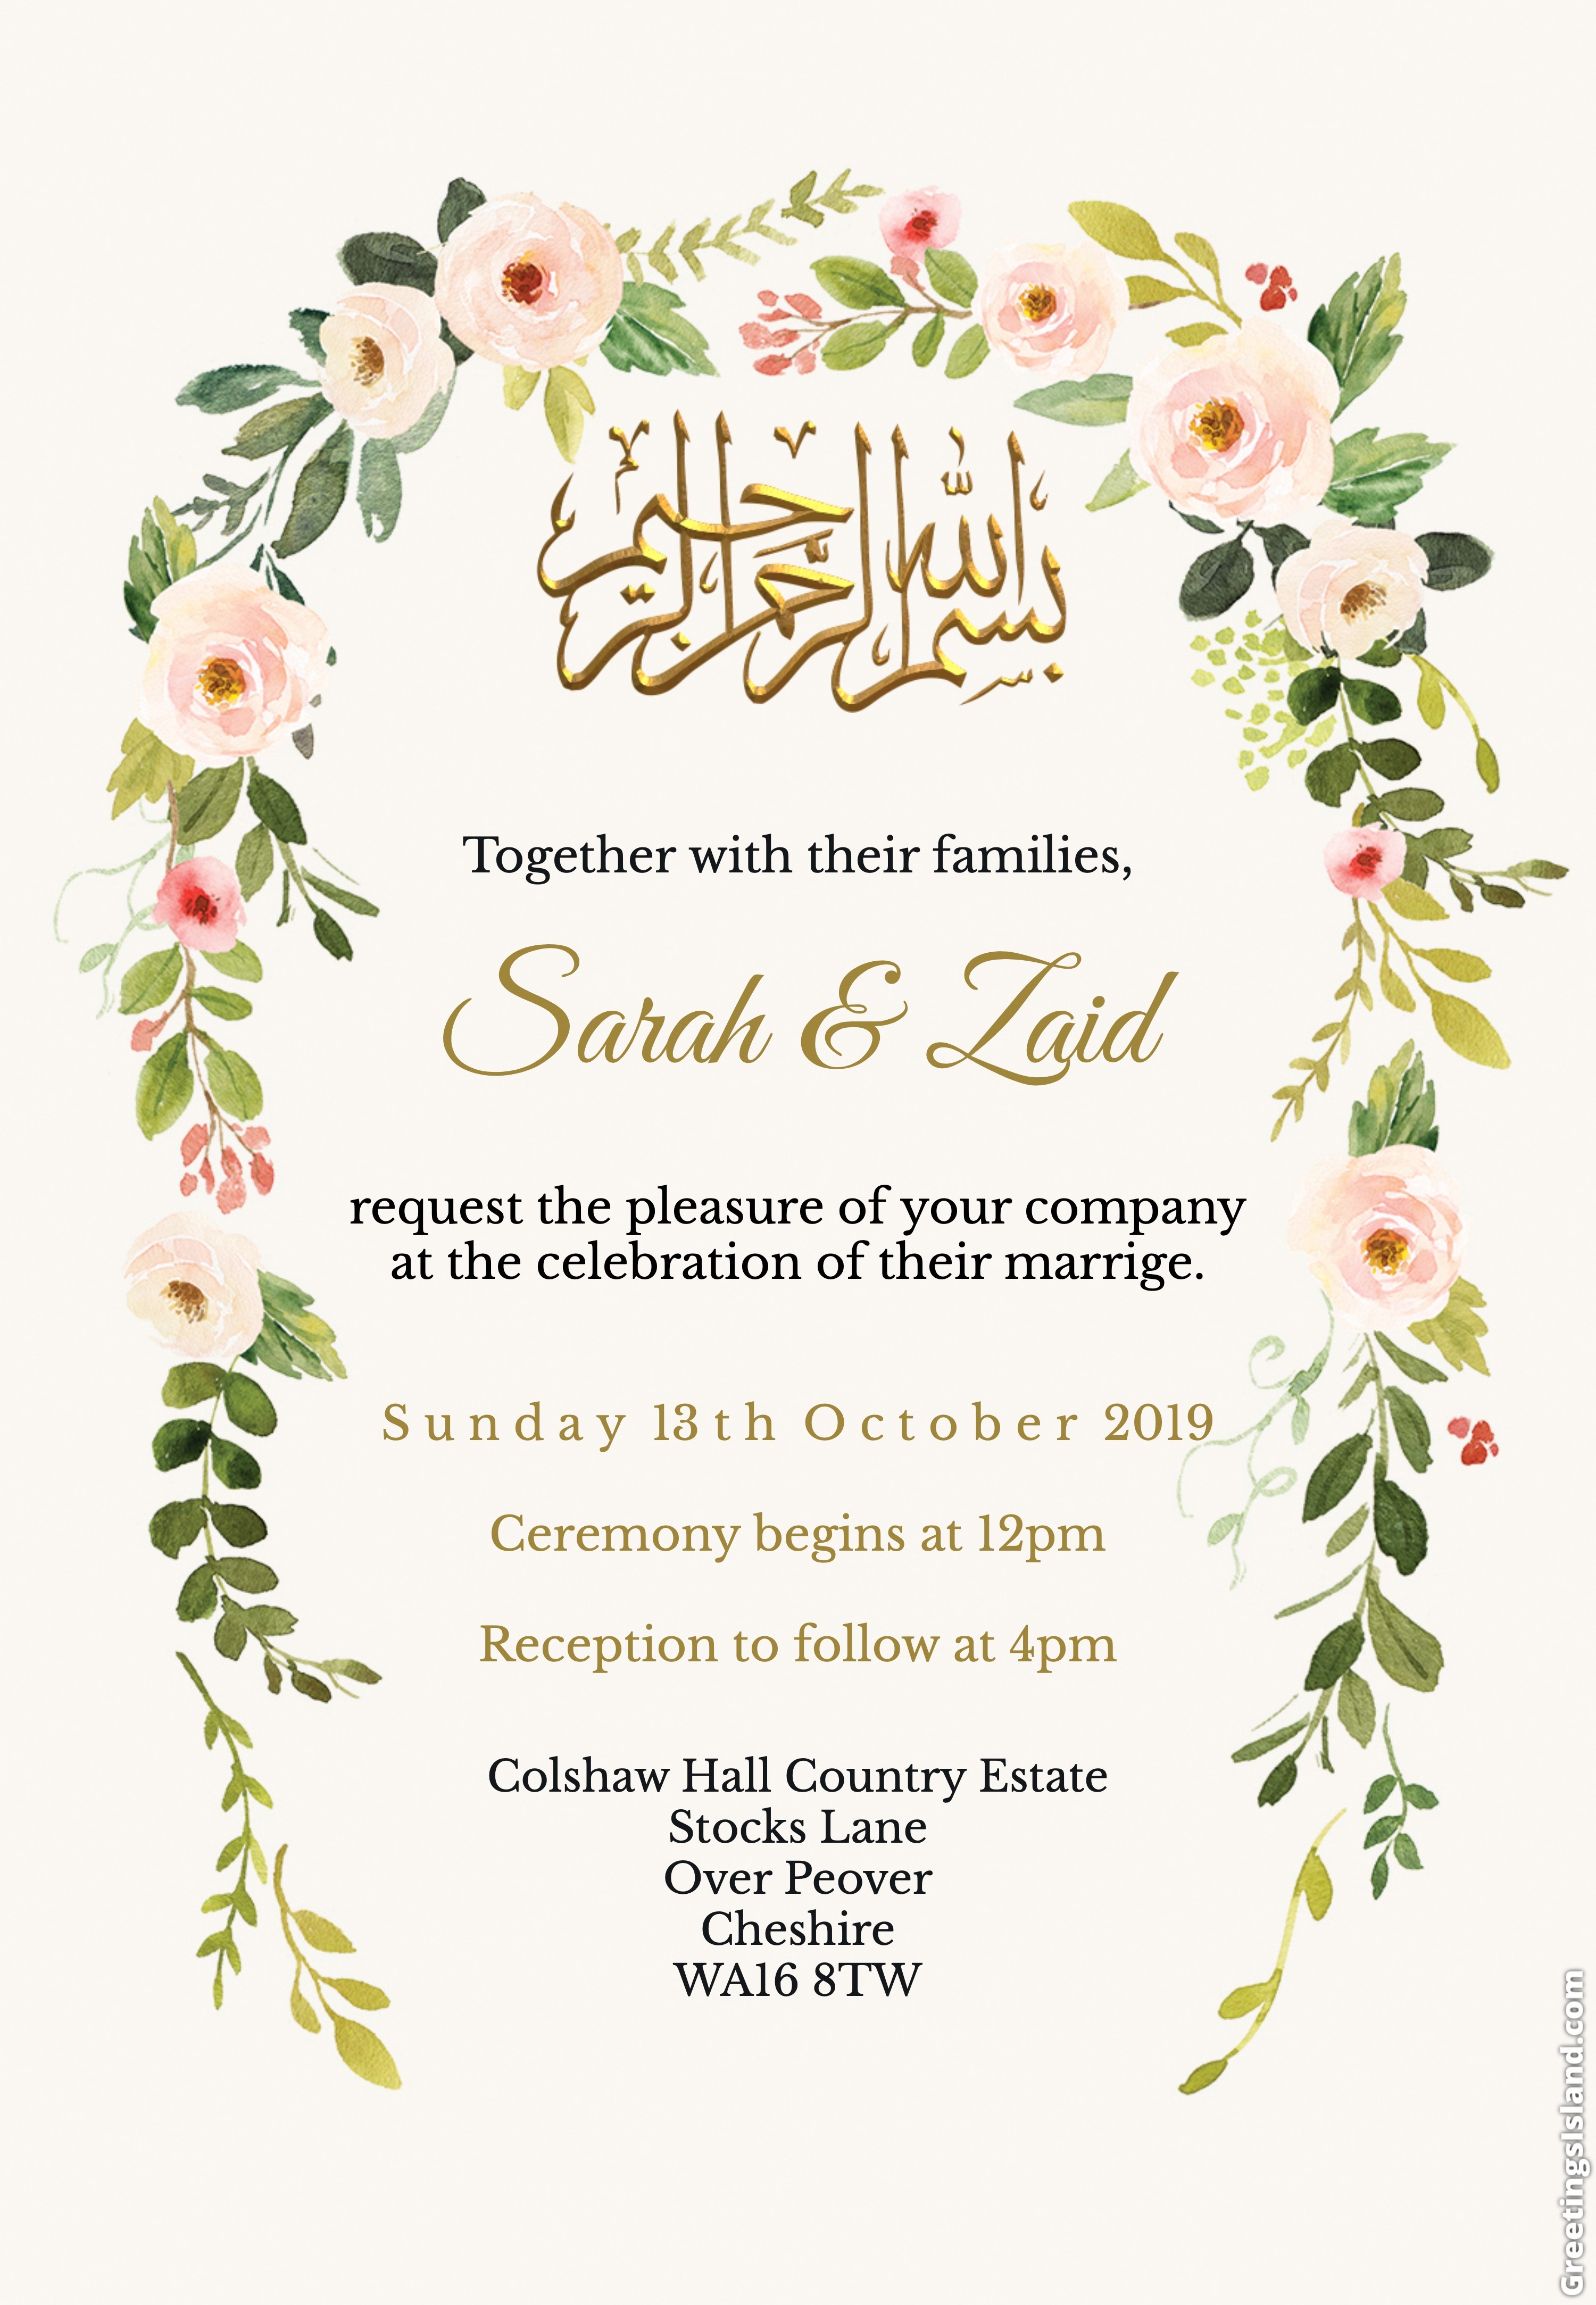 بسم الله الرحمن الرحيم
Together with their families,
Sarah & Zaid
request the pleasure of your company
at the celebration of their marrige.
Sunday 13th October 2019
Ceremony begins at 12pm
Reception to follow at 4pm
Colshaw Hall Country Estate
Stocks Lane
Over Peover
Cheshire
WA16 8TW
GreetingsIsland.com